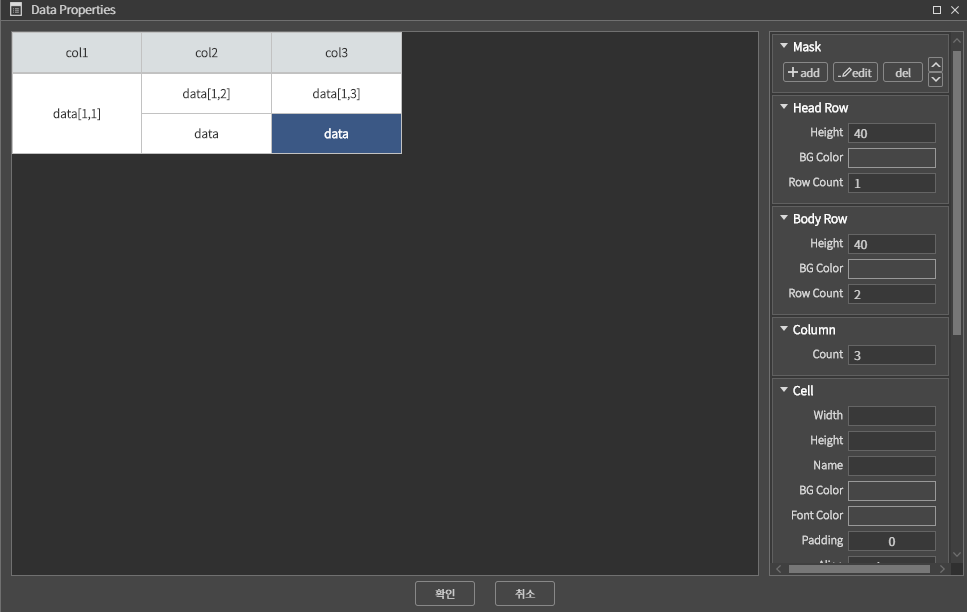 Data Properties
col1 col2 col3
data[1,1] data[1,2] data[1,3]
data data
Mask
+add edit del
Head Row
Height 40
BG Color
Row Count 1
Body Row
Height 40
BG Color
Row Count 2
Column
Count 3
Cell
Width
Height
Name
BG Color
Font Color
Padding 0
확인 취소